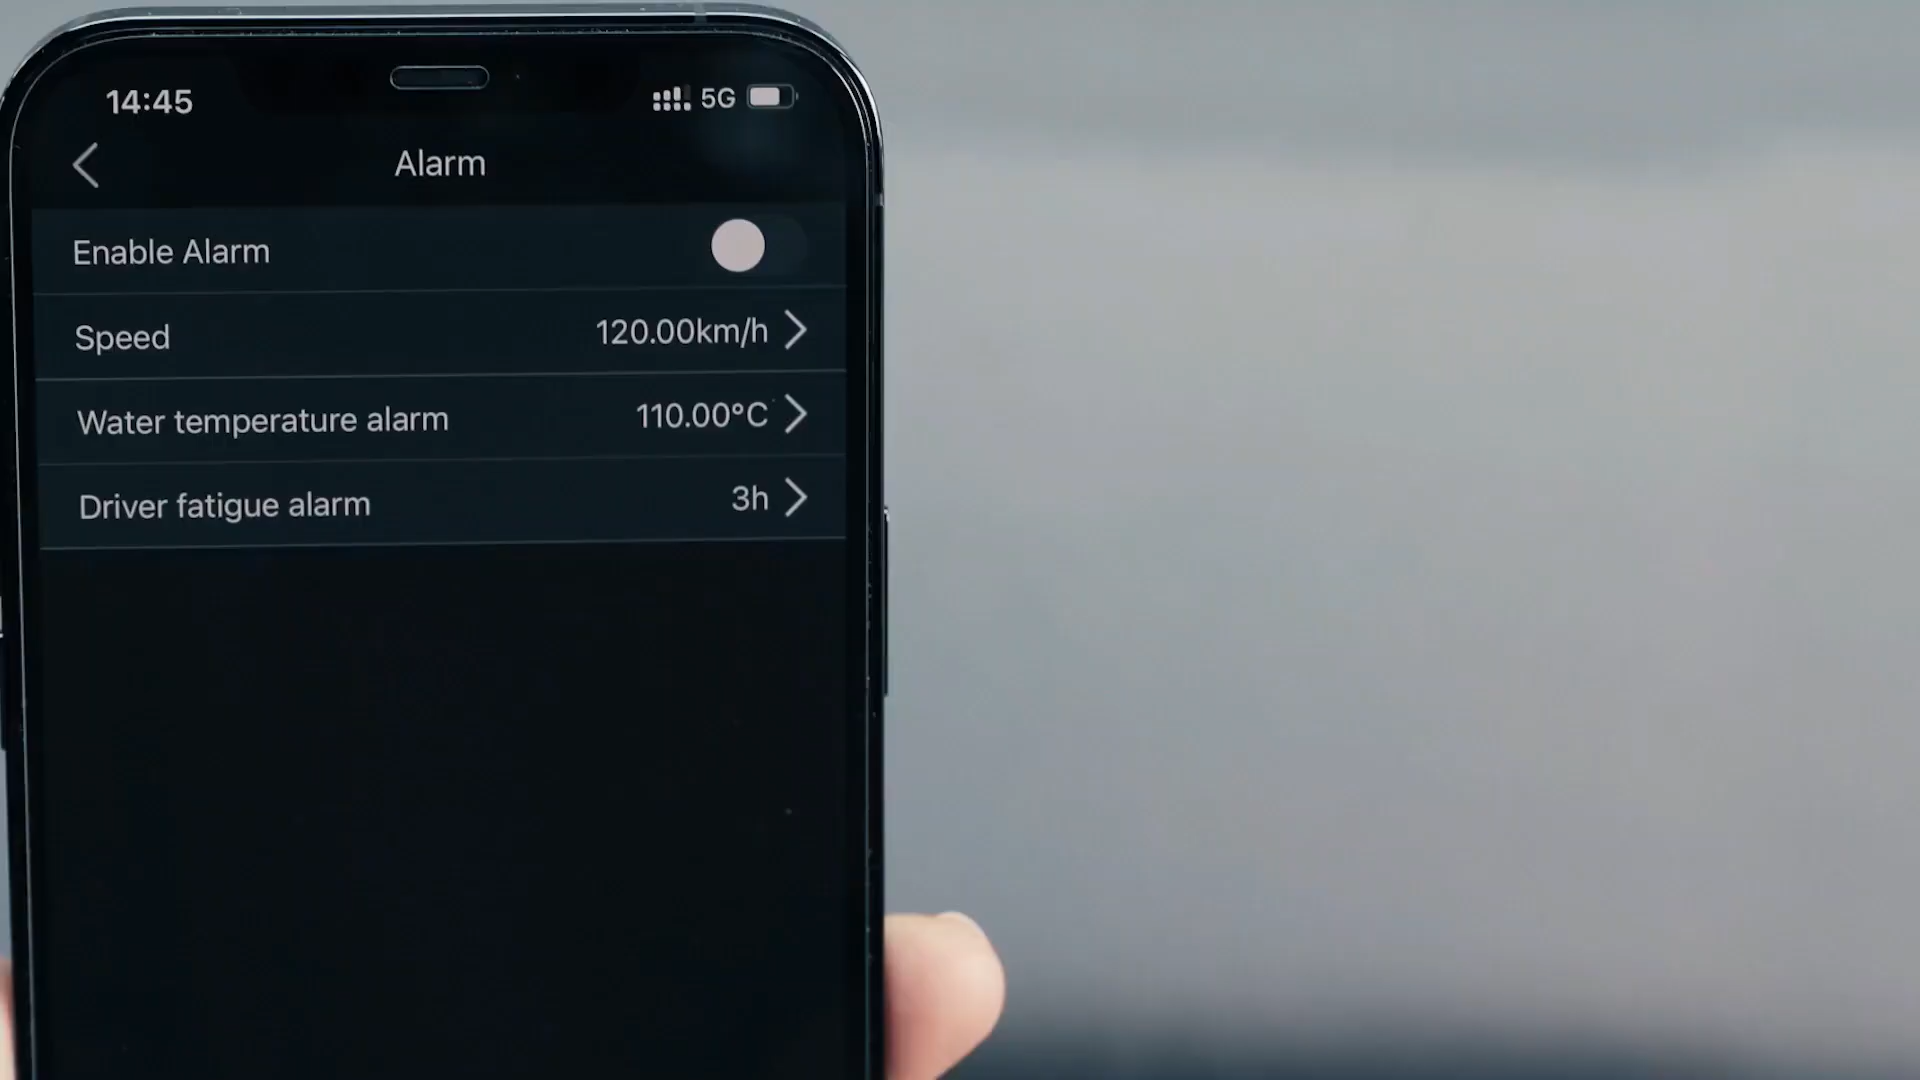 14:45 5G
Alarm
Enable Alarm
Speed 120.00km/h
Water temperature alarm 110.00°C
Driver fatigue alarm 3h